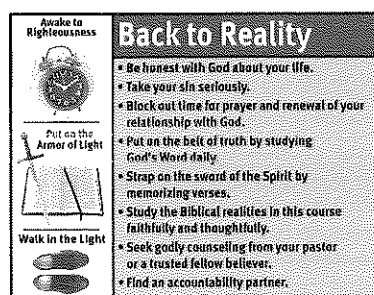 Awake to
Righteousness
Put on the
Armor of Light
Walk in the Light
Back to Reality
• Be honest with God about your life.
• Take your sin seriously.
• Block out time for prayer and renewal of your
relationship with God.
• Put on the belt of truth by studying
God's Word daily.
• Strap on the sword of the Spirit by
memorizing verses.
• Study the Biblical realities in this course
faithfully and thoughtfully.
• Seek godly counseling from your pastor
or a trusted fellow believer.
• Find an accountability partner.